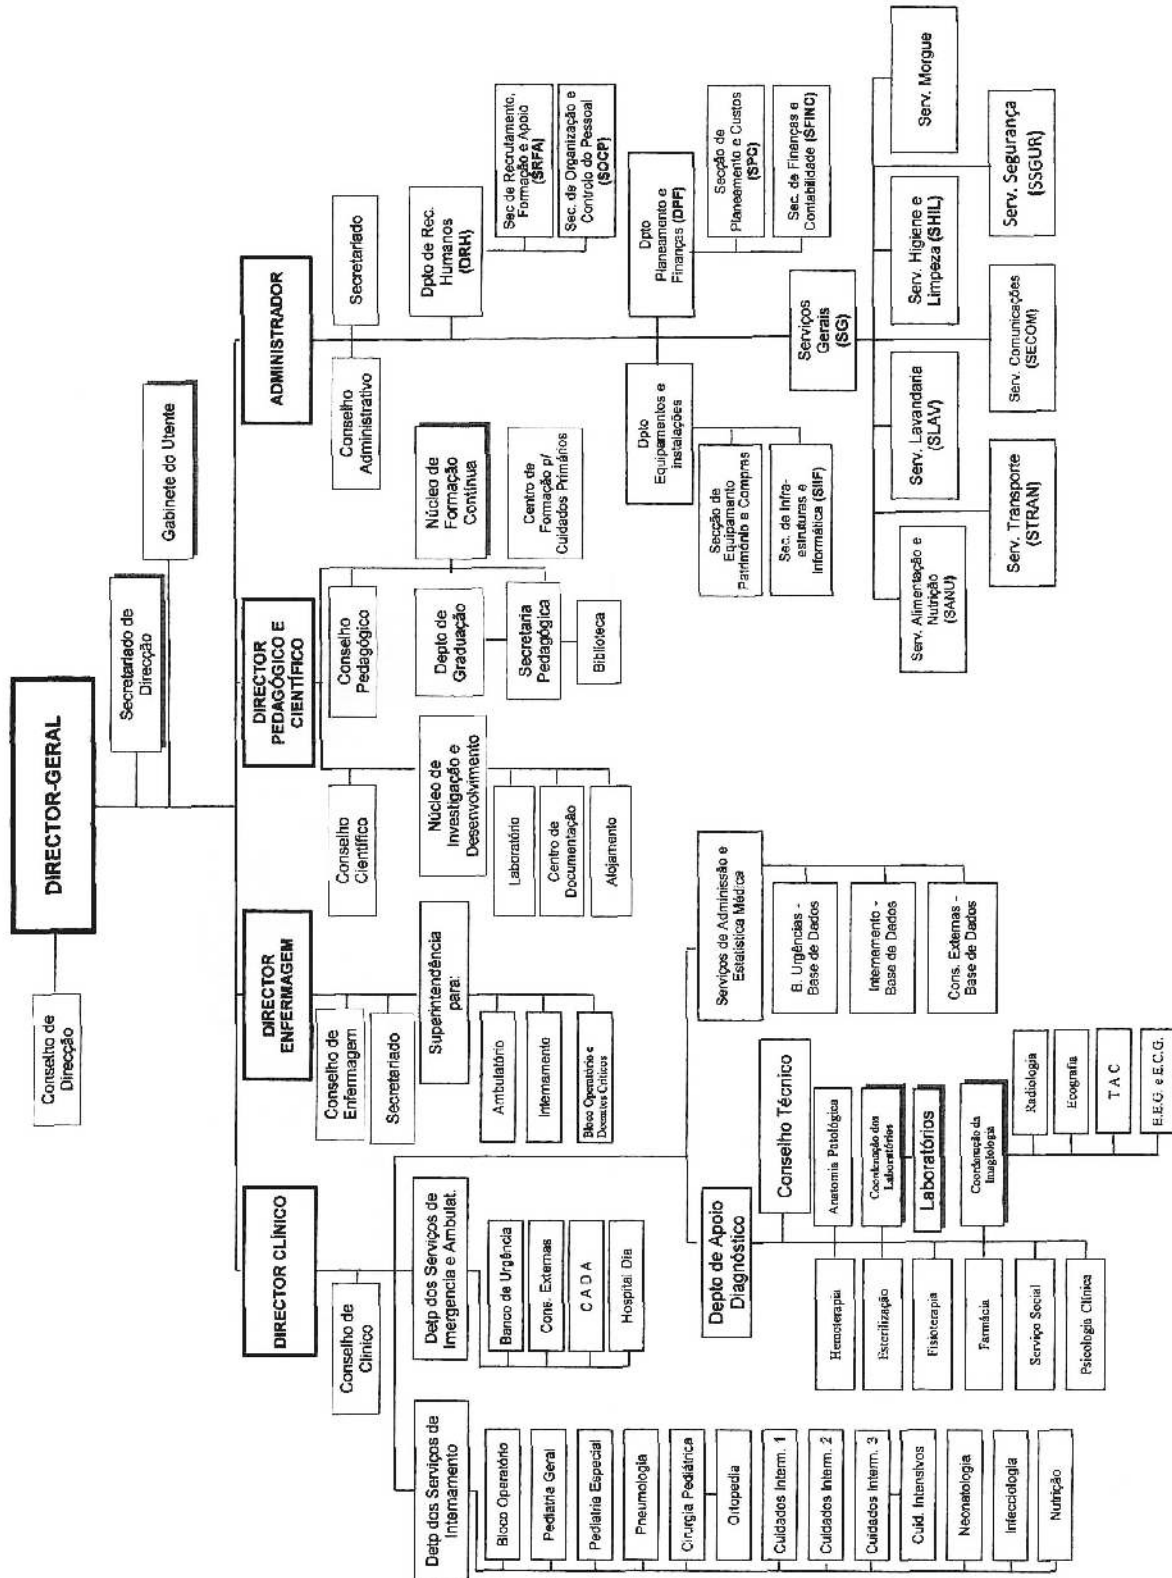 DIRECTOR-GERAL
Conselho de
Direcção
Secretariado de
Direcção
Gabinete do Utente
DIRECTOR CLÍNICO
Conselho de
Clínico
Detp dos Serviços de
Internamento
Bloco Operatório
Pediatria Geral
Pediatria Especial
Pneumologia
Cirurgia Pediátrica
Ortopedia
Cuidados Interm. 1
Cuidados Interm. 2
Cuidados Interm. 3
Cuid. Intensivos
Neonatologia
Infecciologia
Nutrição
Detp dos Serviços de
Imergencia e Ambulat.
Banco de Urgência
Cons. Externas
C A D A
Hospital Dia
Depto de Apoio
Diagnóstico
Conselho Técnico
Hemoterapia
Esterilização
Fisioterapia
Farmácia
Serviço Social
Psicologia Clínica
Anatomia Patológica
Coordenação dos
Laboratórios
Laboratórios
Coordenação da
Imagiologia
Radiologia
Ecografia
T A C
E.E.G. e E.C.G.
Serviços de Admissão e
Estatística Médica
B. Urgências -
Base de Dados
Internamento -
Base de Dados
Cons. Externas -
Base de Dados
DIRECTOR
ENFERMAGEM
Conselho de
Enfermagem
Secretariado
Superintendência
para:
Ambulatório
Internamento
Bloco Operatório e
Doentes Críticos
DIRECTOR
PEDAGÓGICO E
CIENTÍFICO
Conselho
Científico
Conselho
Pedagógico
Núcleo de
Investigação e
Desenvolvimento
Laboratório
Centro de
Documentação
Alojamento
Depto de
Graduação
Secretaria
Pedagógica
Biblioteca
Núcleo de
Formação
Contínua
Centro de
Formação p/
Cuidados Primários
ADMINISTRADOR
Conselho
Administrativo
Secretariado
Dpto de Rec.
Humanos
(DRH)
Sec de Recrutamento,
Formação e Apoio
(SRFA)
Sec. de Organização e
Controlo do Pessoal
(SOCP)
Dpto
Equipamentos e
instalações
Secção de
Equipamento
Património e Compras
Sec. de Infra-
estruturas e
Informática (SIIF)
Dpto
Planeamento e
Finanças (DPF)
Secção de
Planeamento e Custos
(SPC)
Sec. de Finanças e
Contabilidade (SFINC)
Serviços
Gerais
(SG)
Serv. Alimentação e
Nutrição
(SANU)
Serv. Lavandaria
(SLAV)
Serv. Higiene e
Limpeza (SHIL)
Serv. Morgue
Serv. Transporte
(STRAN)
Serv. Comunicações
(SECOM)
Serv. Segurança
(SSGUR)